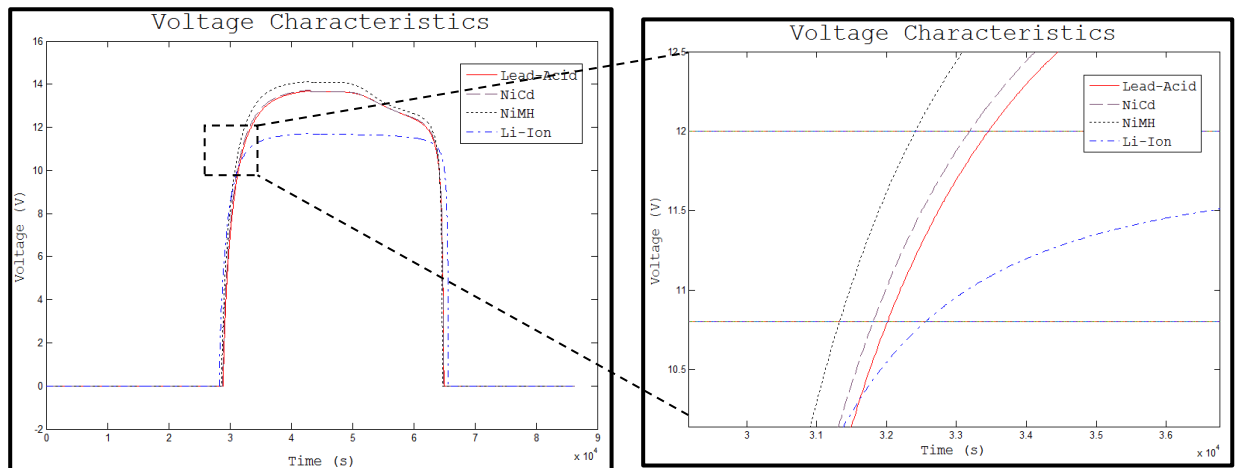 Voltage Characteristics
16
14
12
10
8
6
4
2
0
-2
Voltage (V)
Lead-Acid
NiCd
NiMH
Li-Ion
0 1 2 3 4 5 6 7 8 9
x 10^4
Time (s)
Voltage Characteristics
12.5
12
11.5
11
10.5
Voltage (V)
Lead-Acid
NiCd
NiMH
Li-Ion
3 3.1 3.2 3.3 3.4 3.5 3.6 3.7
x 10^4
Time (s)